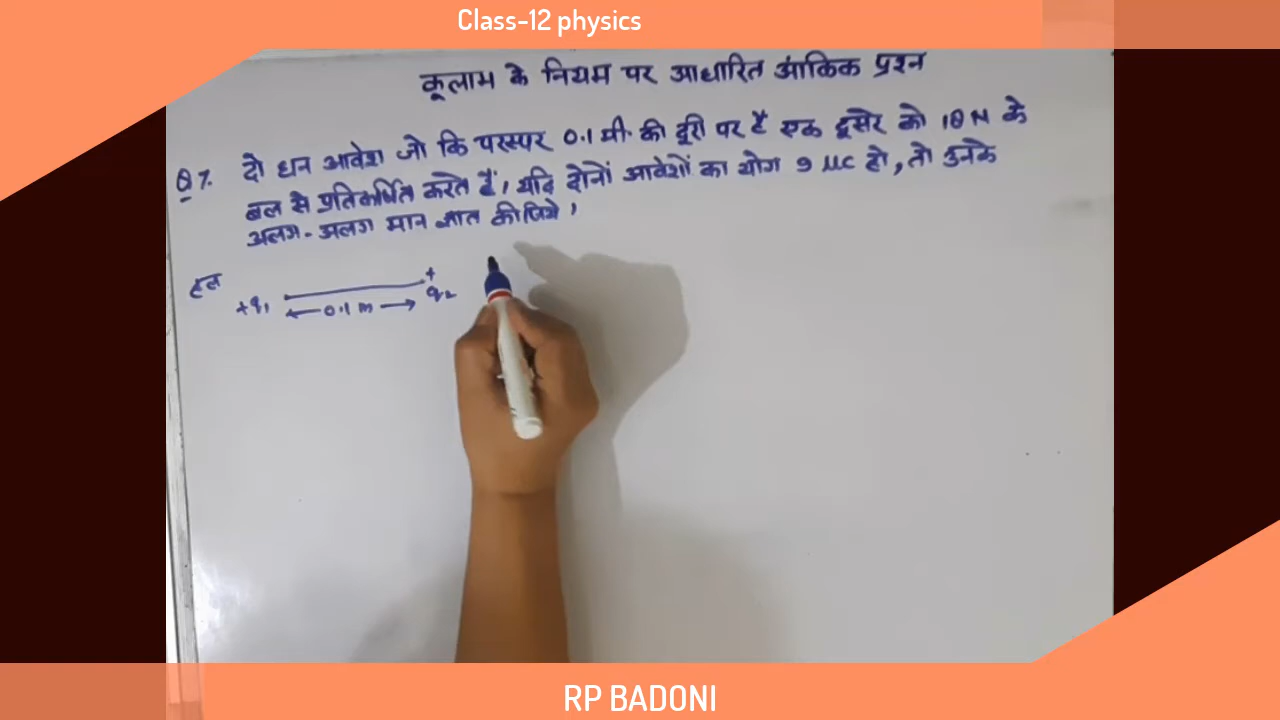 Class-12 physics
कूलाम के नियम पर आधारित आंकिक प्रश्न
Q 7. दो धन आवेश जो कि परस्पर 0.1 मी. की दूरी पर हैं एक दूसरे को 18 N के
बल से प्रतिकर्षित करते हैं, यदि दोनों आवेशों का योग 9 μC हो, तो उनके
अलग-अलग मान ज्ञात कीजिये,
हल
+
+q₁ 0.1 m q₂
RP BADONI